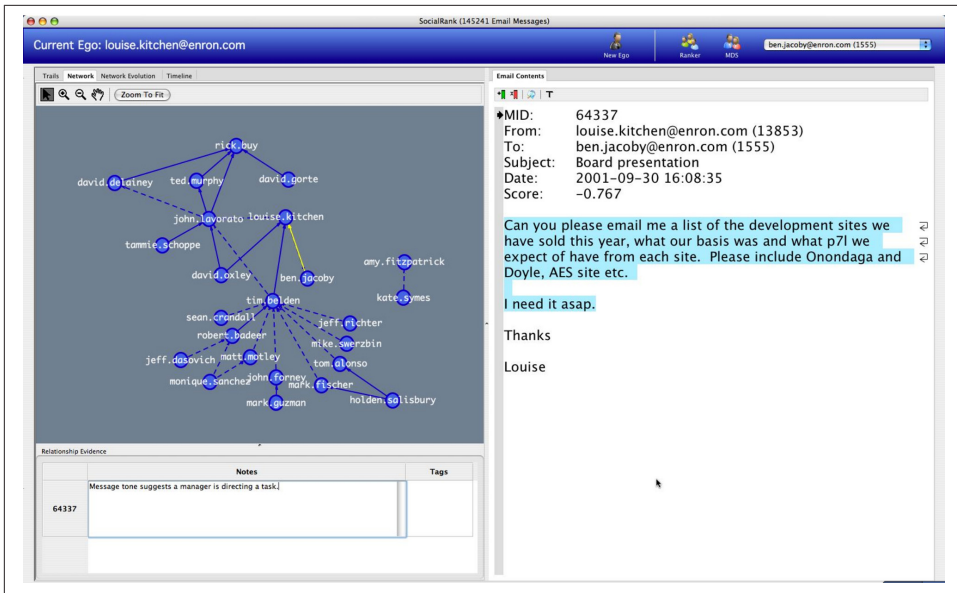 SocialRank (145241 Email Messages)
Current Ego: louise.kitchen@enron.com
New Ego
Ranker
MDS
ben.jacoby@enron.com (1555)
Trails Network Network Evolution Timeline
Zoom To Fit
rick.buy
david.delainey
ted.murphy
david.gorte
john.lavorato
louise.kitchen
tammie.schoppe
david.oxley
ben.jacoby
amy.fitzpatrick
tim.belden
kate.symes
sean.crandall
jeff.richter
robert.badeer
mike.swerzbin
jeff.dasovich
matt.motley
tom.alonso
monique.sanchez
john.forney
mark.fischer
mark.guzman
holden.salisbury
Relationship Evidence
Notes
Tags
64337
Message tone suggests a manager is directing a task.
Email Contents
T
MID: 64337
From: louise.kitchen@enron.com (13853)
To: ben.jacoby@enron.com (1555)
Subject: Board presentation
Date: 2001-09-30 16:08:35
Score: -0.767
Can you please email me a list of the development sites we
have sold this year, what our basis was and what p7l we
expect of have from each site. Please include Onondaga and
Doyle, AES site etc.
I need it asap.
Thanks
Louise